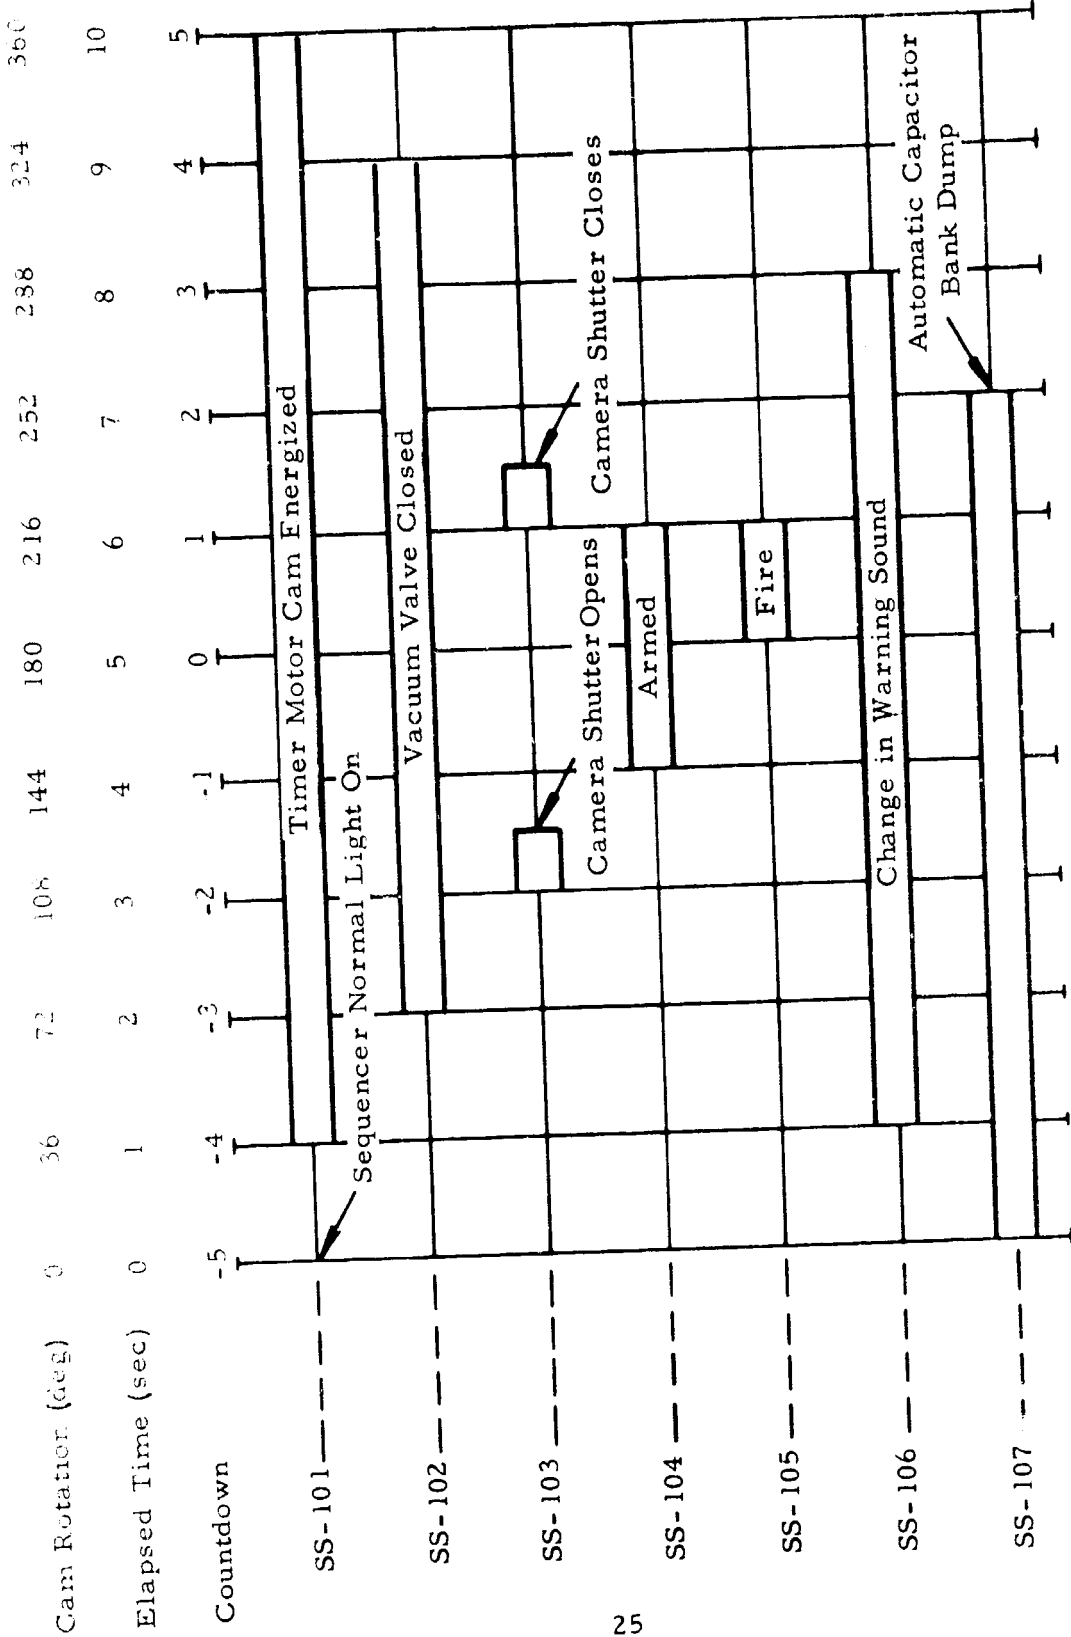 Cam Rotation (deg) 0 36 72 108 144 180 216 252 288 324 360
Elapsed Time (sec) 0 1 2 3 4 5 6 7 8 9 10
Countdown -5 -4 -3 -2 -1 0 1 2 3 4 5
SS-101
Timer Motor Cam Energized
Sequencer Normal Light On
SS-102
Vacuum Valve Closed
SS-103
Camera Shutter Opens
Camera Shutter Closes
SS-104
Armed
SS-105
Fire
SS-106
Change in Warning Sound
SS-107
Automatic Capacitor
Bank Dump
25